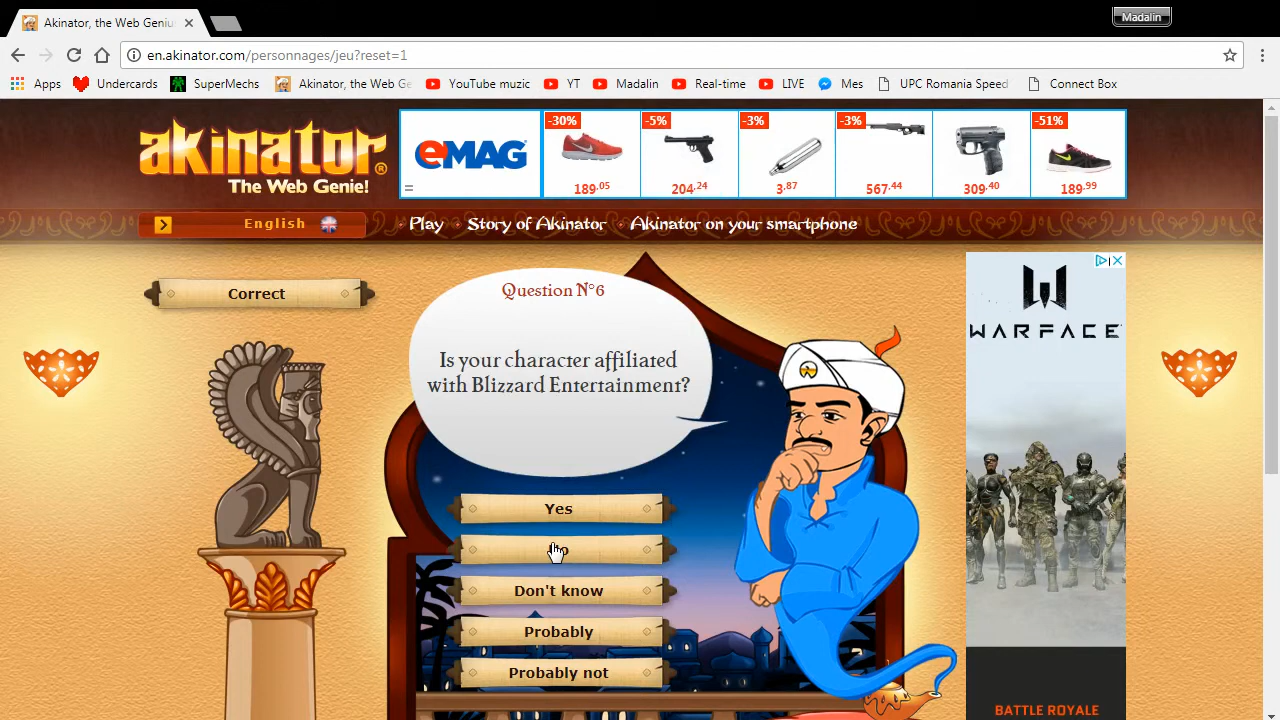 Akinator, the Web Genius
Madalin
en.akinator.com/personnages/jeu?reset=1
Apps Undercards SuperMechs Akinator, the Web Ge YouTube muzic YT Madalin Real-time LIVE Mes UPC Romania Speed Connect Box
akinator®
The Web Genie!
eMAG
-30% -5% -3% -3% -51%
189.05 204.24 3.87 567.44 309.40 189.99
English
Play Story of Akinator Akinator on your smartphone
Correct
Question N°6
Is your character affiliated
with Blizzard Entertainment?
Yes
Don't know
Probably
Probably not
WARFACE
BATTLE ROYALE